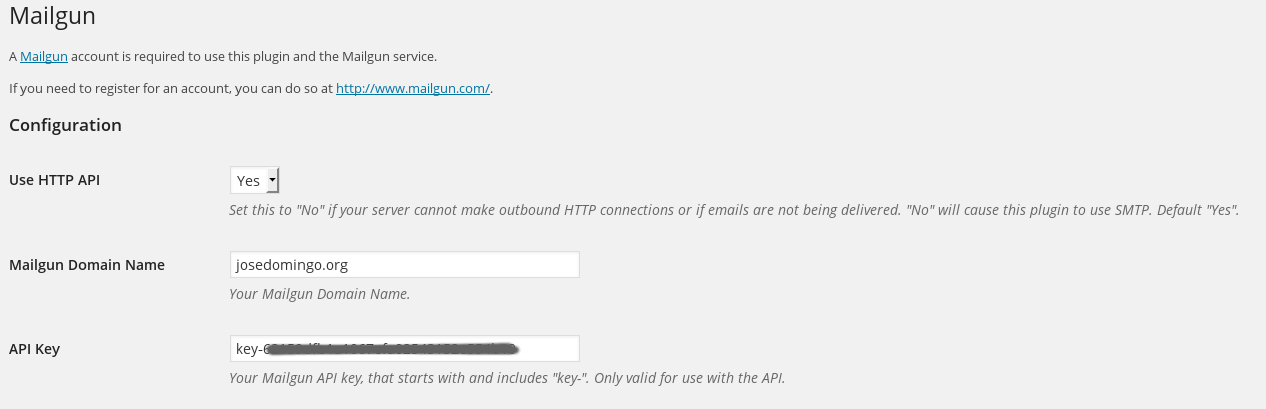 Mailgun
A Mailgun account is required to use this plugin and the Mailgun service.
If you need to register for an account, you can do so at http://www.mailgun.com/.
Configuration
Use HTTP API
Yes
Set this to "No" if your server cannot make outbound HTTP connections or if emails are not being delivered. "No" will cause this plugin to use SMTP. Default "Yes".
Mailgun Domain Name
josedomingo.org
Your Mailgun Domain Name.
API Key
key-
Your Mailgun API key, that starts with and includes "key-". Only valid for use with the API.